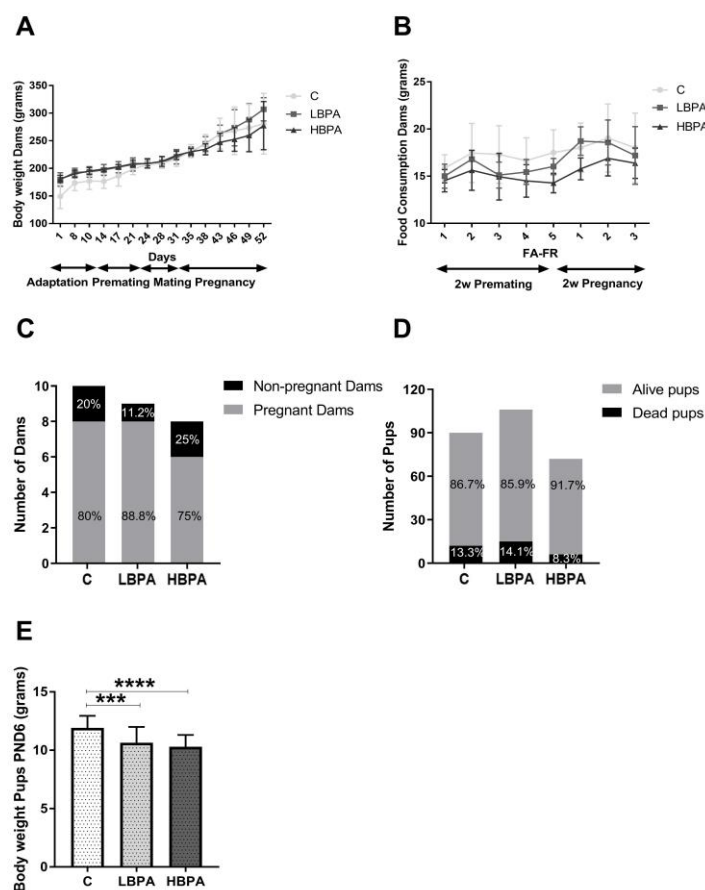 A
Body weight Dams (grams)
350
300
250
200
150
100
1 8 10 14 17 21 24 28 31 35 38 43 46 49 52
Days
Adaptation Premating Mating Pregnancy
C
LBPA
HBPA
B
Food Consumption Dams (grams)
25
20
15
10
1 2 3 4 5 1 2 3
FA-FR
2w Premating 2w Pregnancy
C
LBPA
HBPA
C
Number of Dams
10
8
6
4
2
0
20% 11.2% 25%
80% 88.8% 75%
C LBPA HBPA
Non-pregnant Dams
Pregnant Dams
D
Number of Pups
120
90
60
30
0
86.7% 85.9% 91.7%
13.3% 14.1% 8.3%
C LBPA HBPA
Alive pups
Dead pups
E
Body weight Pups PND6 (grams)
15
10
5
0
****
***
C LBPA HBPA